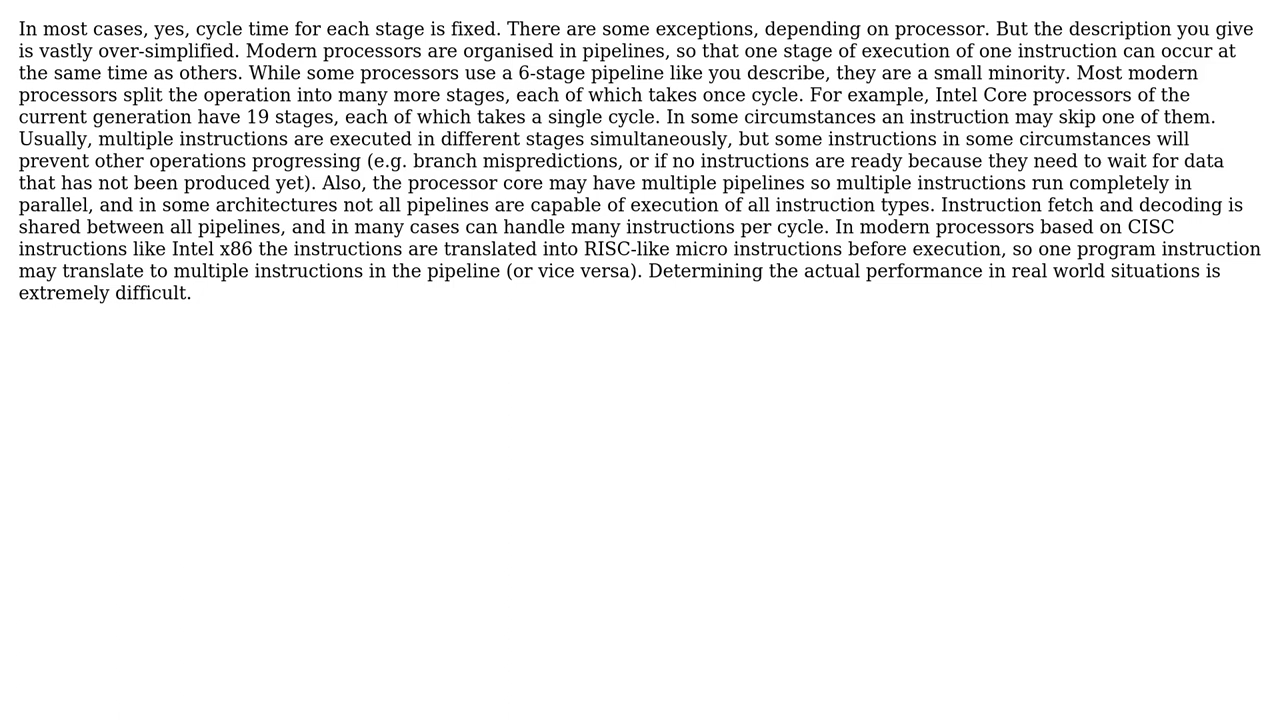 In most cases, yes, cycle time for each stage is fixed. There are some exceptions, depending on processor. But the description you give
is vastly over-simplified. Modern processors are organised in pipelines, so that one stage of execution of one instruction can occur at
the same time as others. While some processors use a 6-stage pipeline like you describe, they are a small minority. Most modern
processors split the operation into many more stages, each of which takes once cycle. For example, Intel Core processors of the
current generation have 19 stages, each of which takes a single cycle. In some circumstances an instruction may skip one of them.
Usually, multiple instructions are executed in different stages simultaneously, but some instructions in some circumstances will
prevent other operations progressing (e.g. branch mispredictions, or if no instructions are ready because they need to wait for data
that has not been produced yet). Also, the processor core may have multiple pipelines so multiple instructions run completely in
parallel, and in some architectures not all pipelines are capable of execution of all instruction types. Instruction fetch and decoding is
shared between all pipelines, and in many cases can handle many instructions per cycle. In modern processors based on CISC
instructions like Intel x86 the instructions are translated into RISC-like micro instructions before execution, so one program instruction
may translate to multiple instructions in the pipeline (or vice versa). Determining the actual performance in real world situations is
extremely difficult.